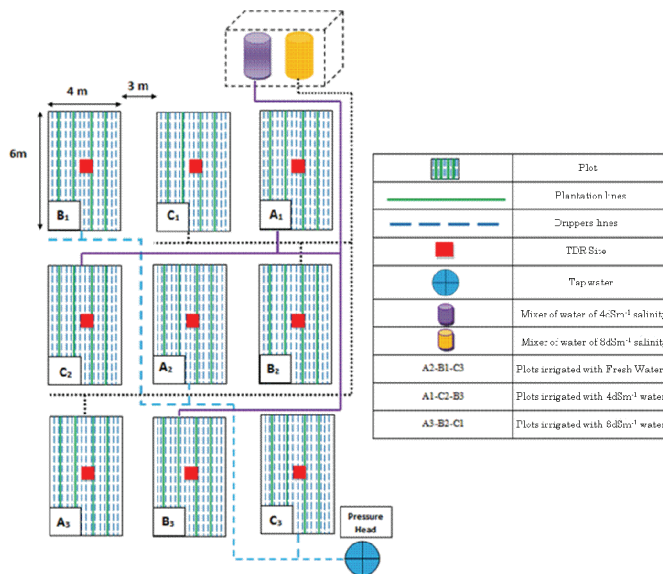 4 m
3 m
6m
B1
C1
A1
C2
A2
B2
A3
B3
C3
Pressure
Head
Plot
Plantation lines
Drippers lines
TDR Site
Tap water
Mixer of water of 4dSm-1 salinity
Mixer of water of 8dSm-1 salinity
A2-B1-C3 Plots irrigated with Fresh Water
A1-C2-B3 Plots irrigated with 4dSm-1 water
A3-B2-C1 Plots irrigated with 8dSm-1 water